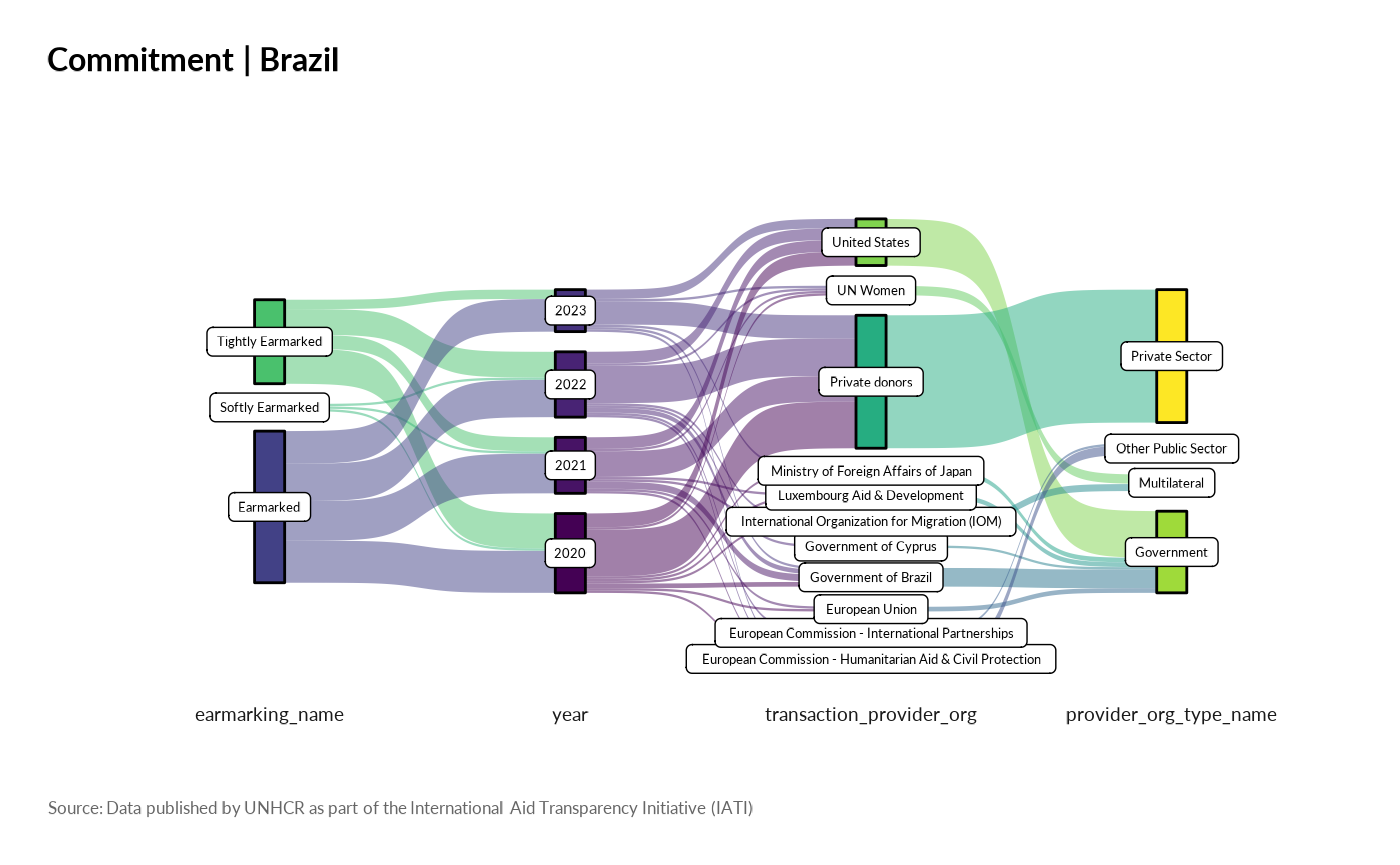 Commitment | Brazil
Tightly Earmarked
Softly Earmarked
Earmarked
2023
2022
2021
2020
United States
UN Women
Private donors
Ministry of Foreign Affairs of Japan
Luxembourg Aid & Development
International Organization for Migration (IOM)
Government of Cyprus
Government of Brazil
European Union
European Commission - International Partnerships
European Commission - Humanitarian Aid & Civil Protection
Private Sector
Other Public Sector
Multilateral
Government
earmarking_name
year
transaction_provider_org
provider_org_type_name
Source: Data published by UNHCR as part of the International Aid Transparency Initiative (IATI)